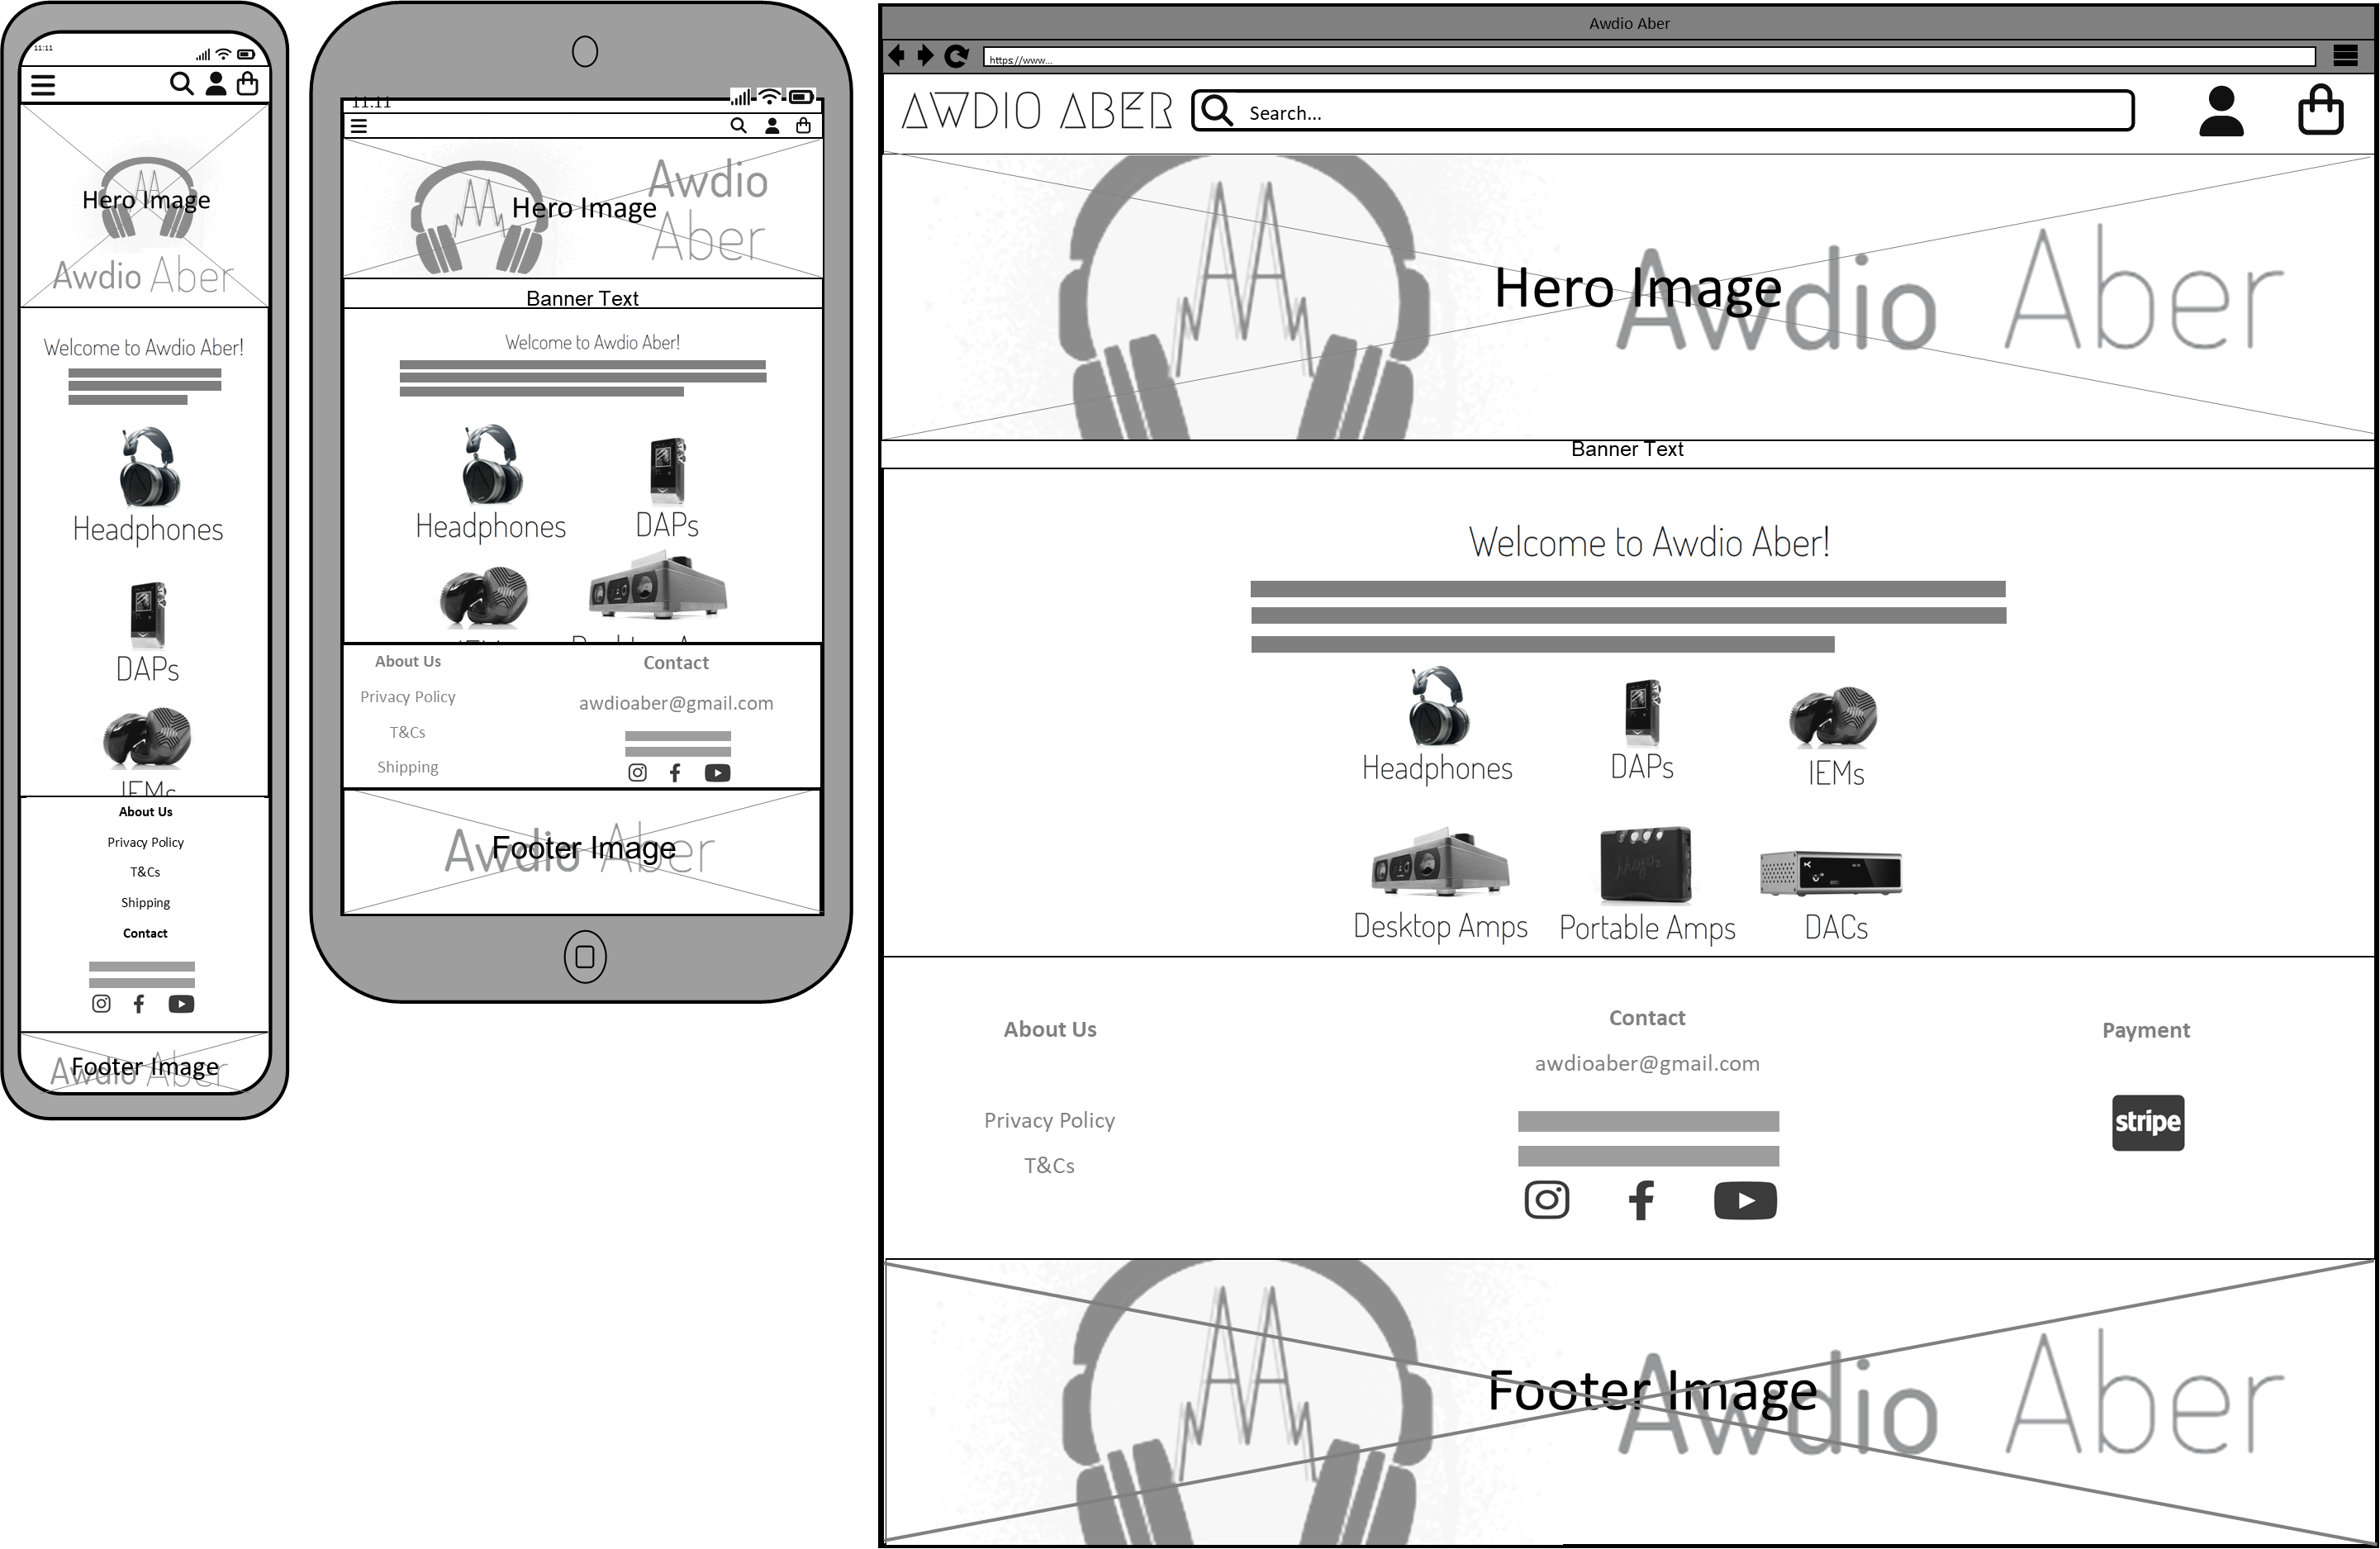 11:11
Hero Image
Awdio Aber
Welcome to Awdio Aber!
Headphones
DAPs
IEMs
About Us
Privacy Policy
T&Cs
Shipping
Contact
Footer Image
Awdio Aber
11:11
Hero Image
Awdio
Aber
Banner Text
Welcome to Awdio Aber!
Headphones
DAPs
About Us
Contact
Privacy Policy
awdioaber@gmail.com
T&Cs
Shipping
Footer Image
Awdio Aber
Awdio Aber
https://www...
AWDIO ABER
Search...
AA
Hero Image
Awdio Aber
Banner Text
Welcome to Awdio Aber!
Headphones
DAPs
IEMs
Mojo 2
Desktop Amps
Portable Amps
DACs
About Us
Contact
Payment
awdioaber@gmail.com
Privacy Policy
stripe
T&Cs
AA
Footer Image
Awdio Aber